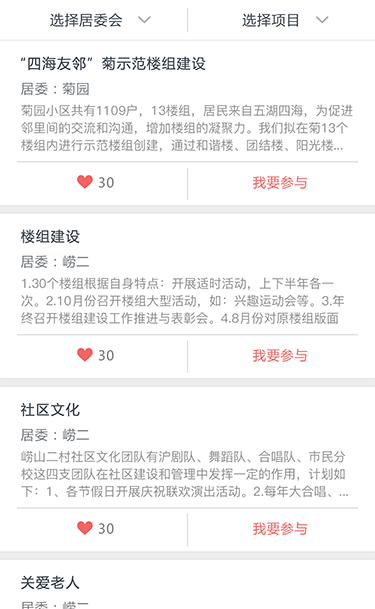 选择居委会
选择项目
“四海友邻”菊示范楼组建设
居委：菊园
菊园小区共有1109户，13楼组，居民来自五湖四海，为促进
邻里间的交流和沟通，增加楼组的凝聚力。我们拟在菊13个
楼组内进行示范楼组创建，通过和谐楼、团结楼、阳光楼...
30
我要参与
楼组建设
居委：崂二
1.30个楼组根据自身特点：开展适时活动，上下半年各一
次。2.10月份召开楼组大型活动，如：兴趣运动会等。3.年
终召开楼组建设工作推进与表彰会。4.8月份对原楼组版面
30
我要参与
社区文化
居委：崂二
崂山二村社区文化团队有沪剧队、舞蹈队、合唱队、市民分
校这四支团队在社区建设和管理中发挥一定的作用，计划如
下：1、各节假日开展庆祝联欢演出活动。2.每年大合唱、...
30
我要参与
关爱老人
居委：崂二